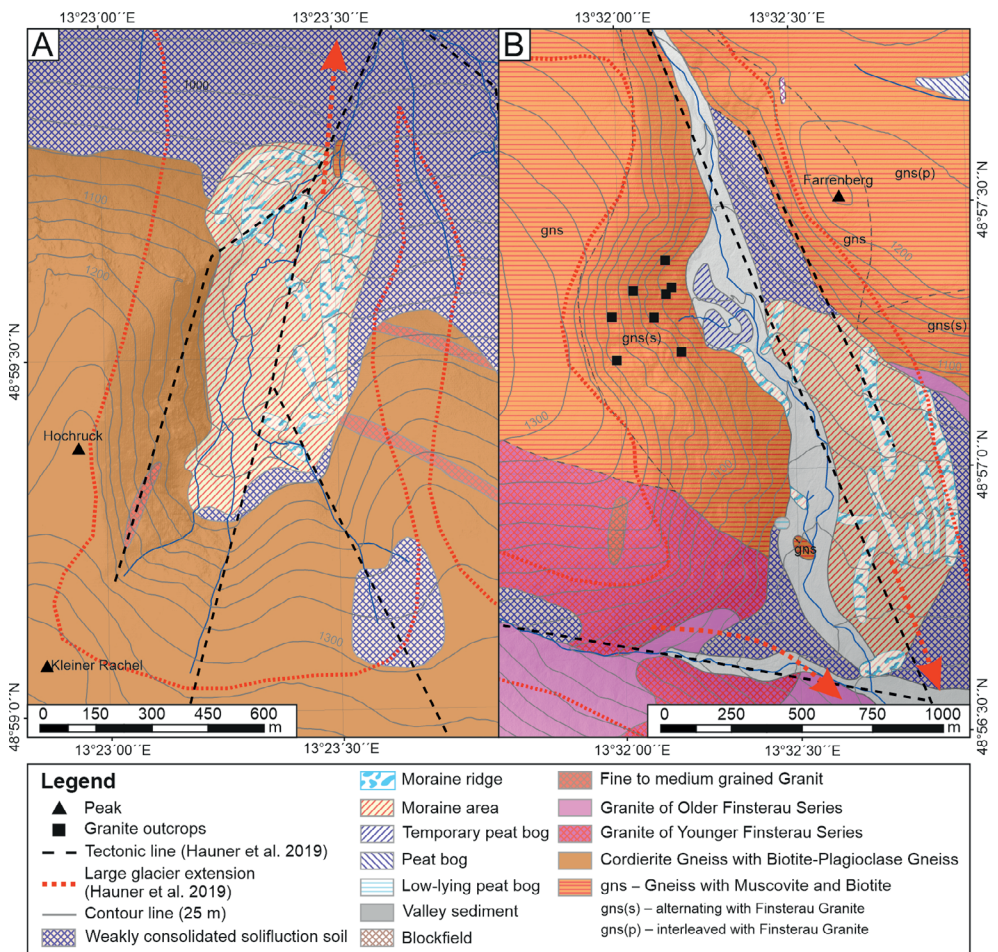 13°23´0´´E
13°23´30´´E
13°32´0´´E
13°32´30´´E
A
B
1000
1100
1200
Hochruck
Kleiner Rachel
1300
48°59´30´´N
48°59´0´´N
0 150 300 450 600
m
13°23´0´´E
13°23´30´´E
Farrenberg
gns(p)
gns
gns
1200
gns(s)
gns(s)
1100
1300
1200
gns
48°57´30´´N
48°57´0´´N
48°56´30´´N
0 250 500 750 1000
m
13°32´0´´E
13°32´30´´E
Legend
Peak
Granite outcrops
Tectonic line (Hauner et al. 2019)
Large glacier extension
(Hauner et al. 2019)
Contour line (25 m)
Weakly consolidated solifluction soil
Moraine ridge
Moraine area
Temporary peat bog
Peat bog
Low-lying peat bog
Valley sediment
Blockfield
Fine to medium grained Granit
Granite of Older Finsterau Series
Granite of Younger Finsterau Series
Cordierite Gneiss with Biotite-Plagioclase Gneiss
gns – Gneiss with Muscovite and Biotite
gns(s) – alternating with Finsterau Granite
gns(p) – interleaved with Finsterau Granite